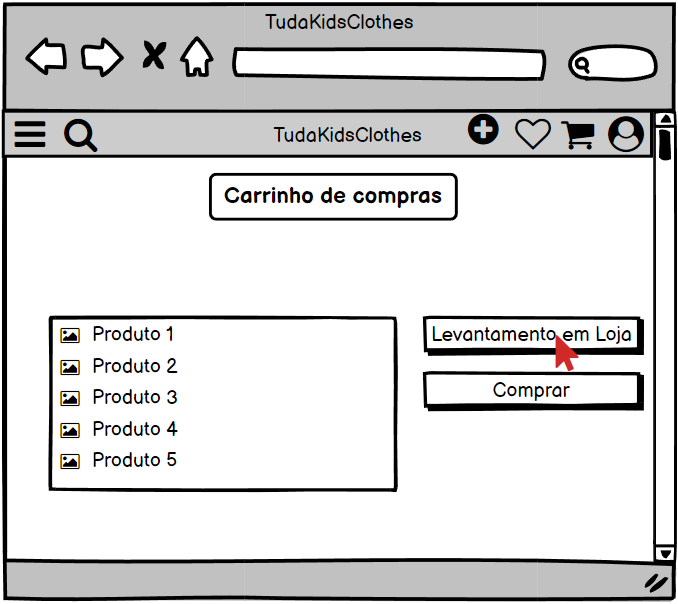 TudaKidsClothes
TudaKidsClothes
Carrinho de compras
Produto 1
Produto 2
Produto 3
Produto 4
Produto 5
Levantamento em Loja
Comprar